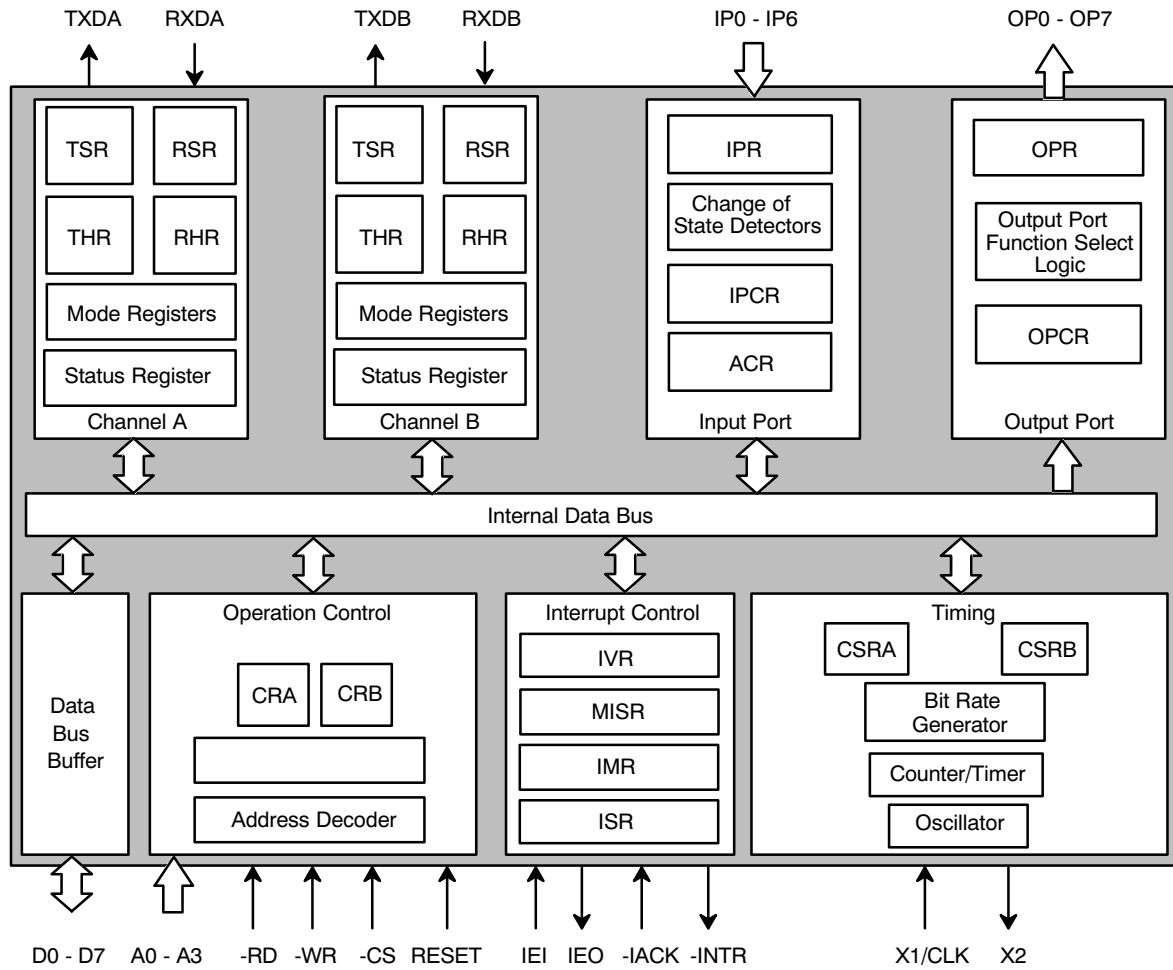 TXDA RXDA TXDB RXDB IP0 - IP6 OP0 - OP7
TSR RSR
THR RHR
Mode Registers
Status Register
Channel A
TSR RSR
THR RHR
Mode Registers
Status Register
Channel B
IPR
Change of
State Detectors
IPCR
ACR
Input Port
OPR
Output Port
Function Select
Logic
OPCR
Output Port
Internal Data Bus
Data
Bus
Buffer
Operation Control
CRA CRB
Address Decoder
Interrupt Control
IVR
MISR
IMR
ISR
Timing
CSRA CSRB
Bit Rate
Generator
Counter/Timer
Oscillator
D0 - D7 A0 - A3 -RD -WR -CS RESET IEI IEO -IACK -INTR X1/CLK X2